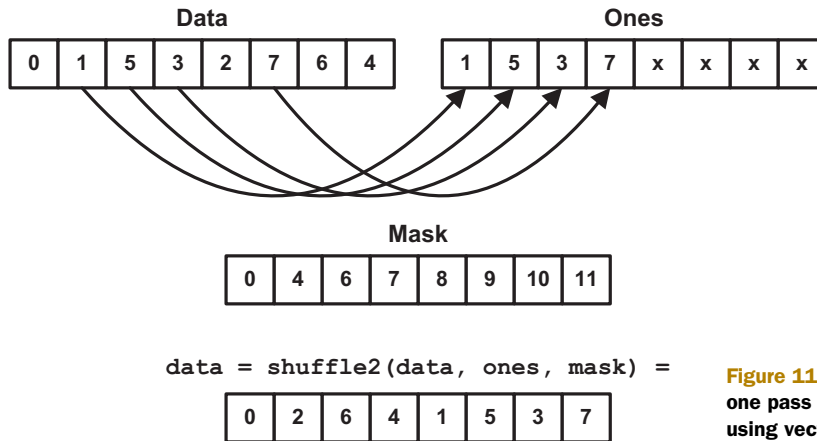 Data
0 1 5 3 2 7 6 4
Ones
1 5 3 7 x x x x
Mask
0 4 6 7 8 9 10 11
data = shuffle2(data, ones, mask) =
0 2 6 4 1 5 3 7
Figure 11
one pass
using vec